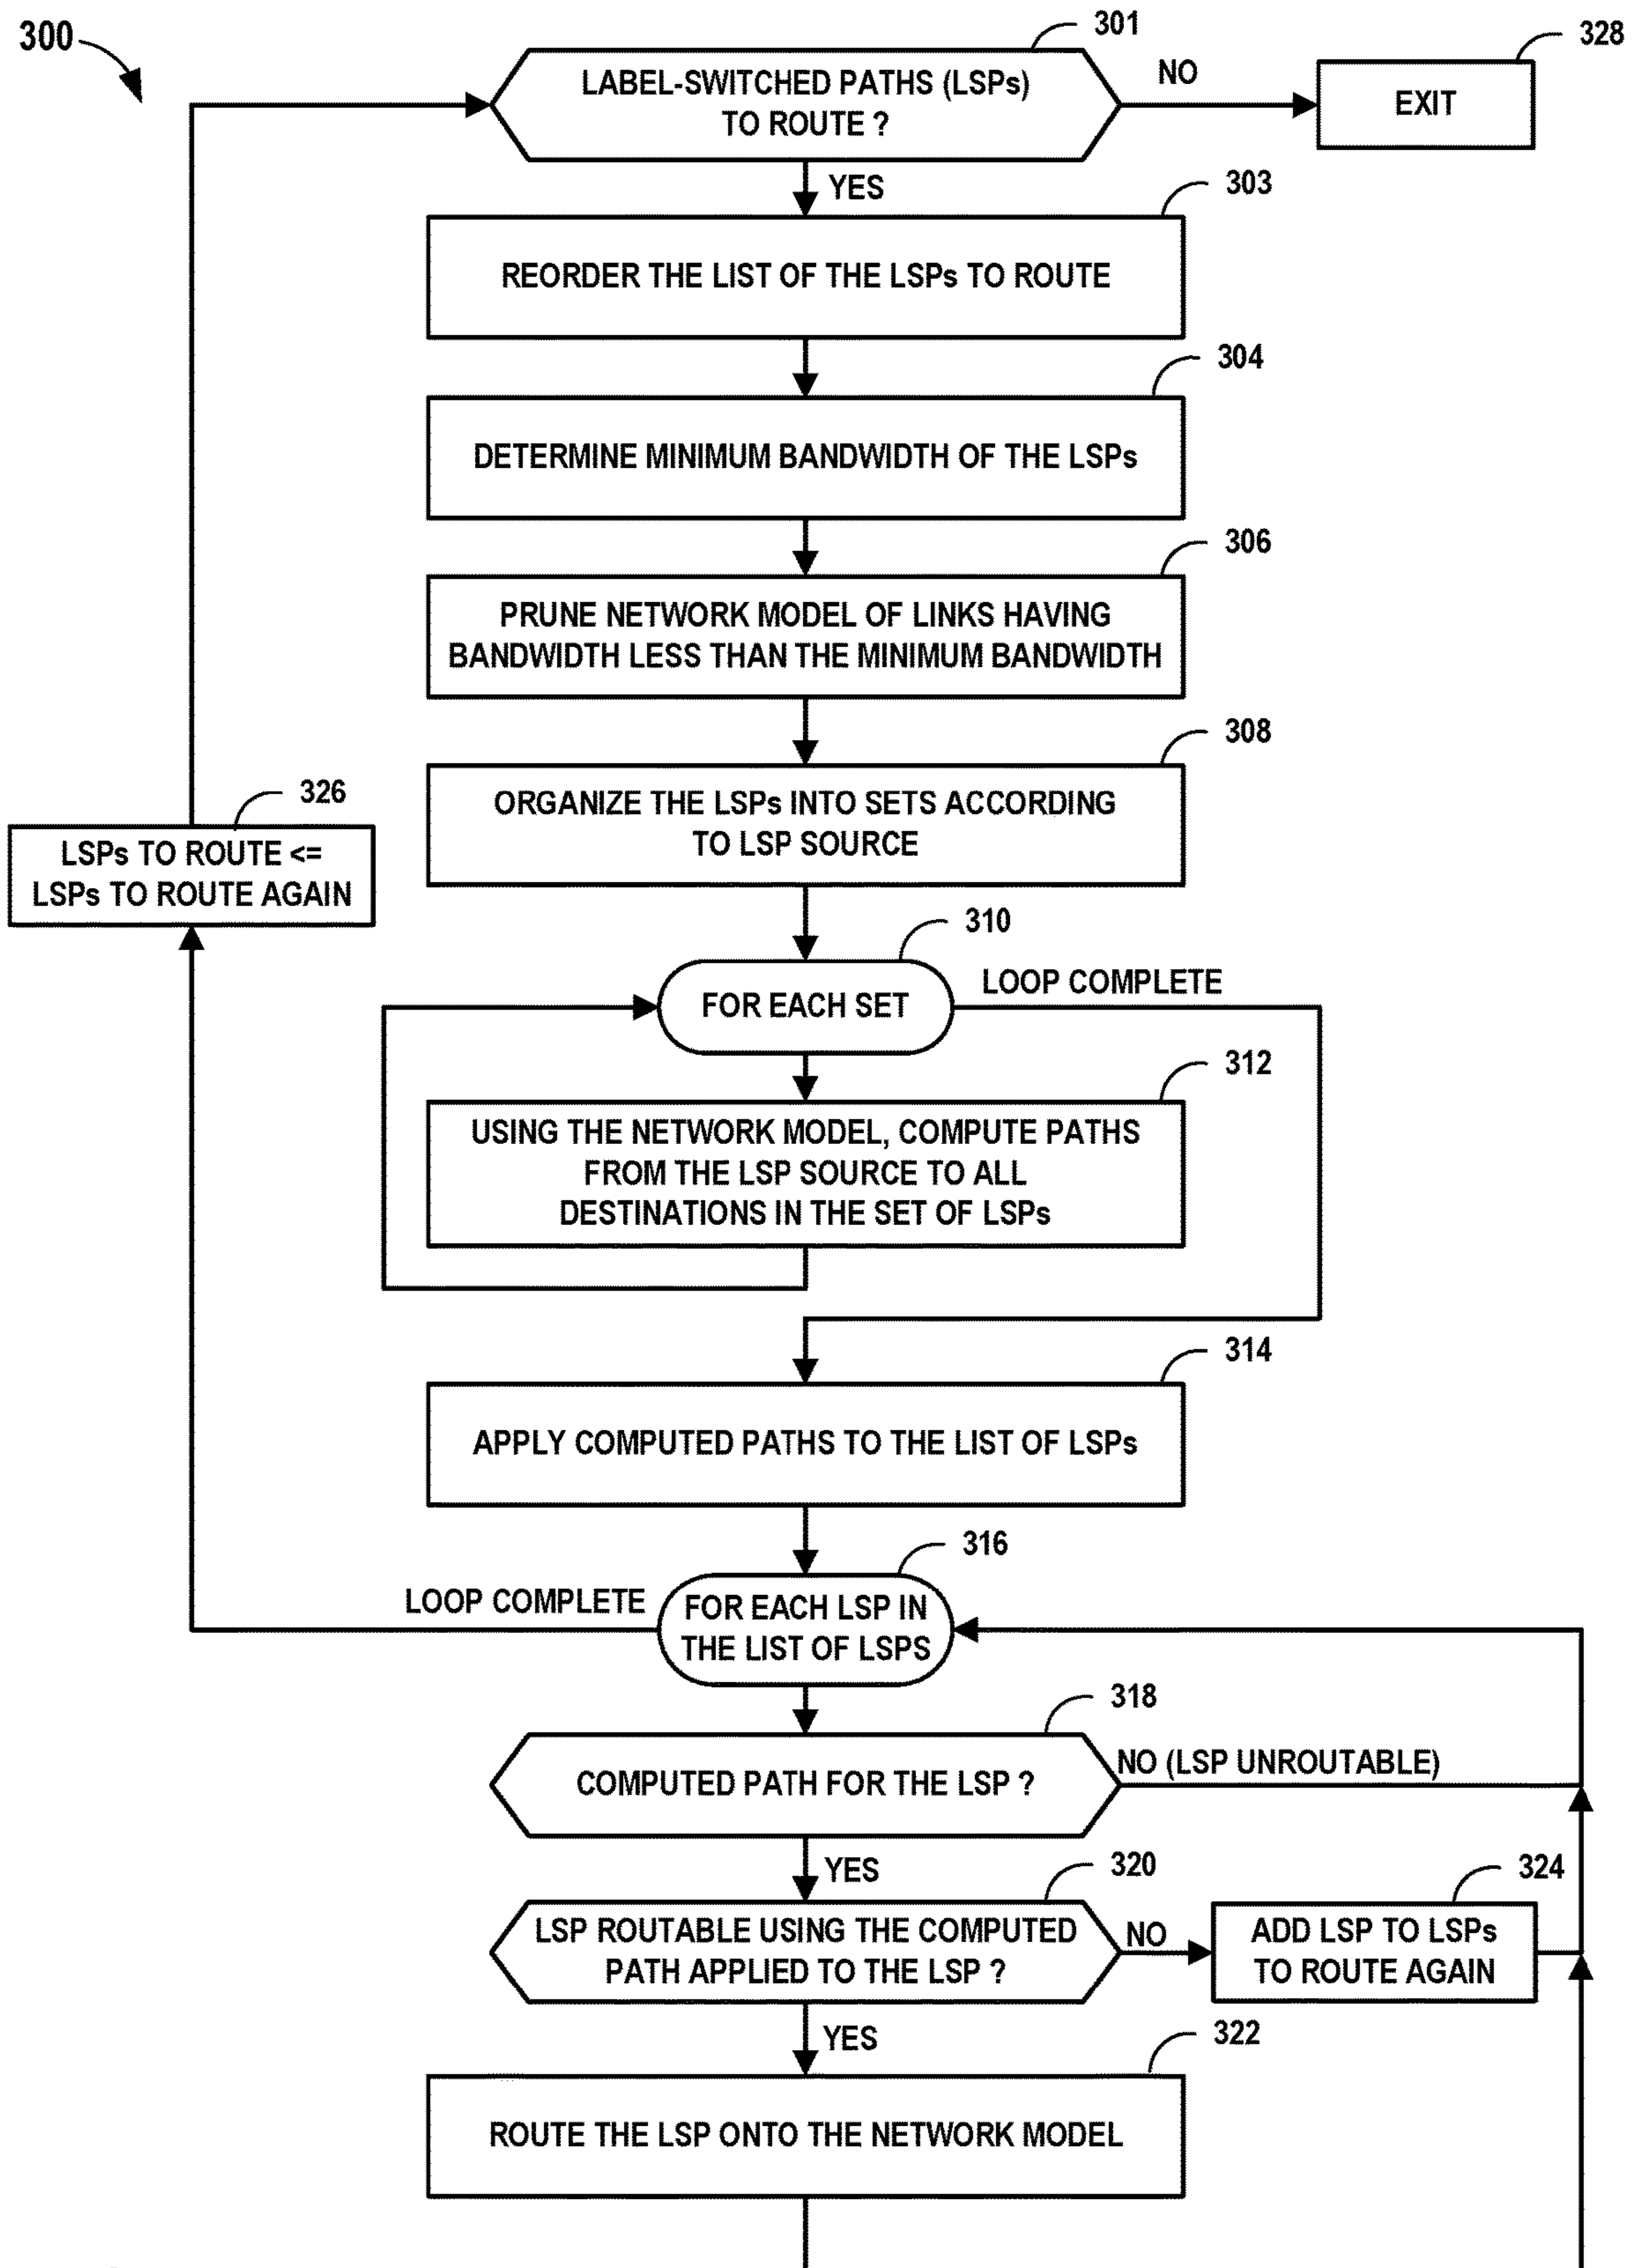 300
301
LABEL-SWITCHED PATHS (LSPs)
TO ROUTE ?
NO
328
EXIT
YES
303
REORDER THE LIST OF THE LSPs TO ROUTE
304
DETERMINE MINIMUM BANDWIDTH OF THE LSPs
306
PRUNE NETWORK MODEL OF LINKS HAVING
BANDWIDTH LESS THAN THE MINIMUM BANDWIDTH
308
ORGANIZE THE LSPs INTO SETS ACCORDING
TO LSP SOURCE
326
LSPs TO ROUTE <=
LSPs TO ROUTE AGAIN
310
FOR EACH SET
LOOP COMPLETE
312
USING THE NETWORK MODEL, COMPUTE PATHS
FROM THE LSP SOURCE TO ALL
DESTINATIONS IN THE SET OF LSPs
314
APPLY COMPUTED PATHS TO THE LIST OF LSPs
316
LOOP COMPLETE
FOR EACH LSP IN
THE LIST OF LSPS
318
COMPUTED PATH FOR THE LSP ?
NO (LSP UNROUTABLE)
YES
320
LSP ROUTABLE USING THE COMPUTED
PATH APPLIED TO THE LSP ?
NO
324
ADD LSP TO LSPs
TO ROUTE AGAIN
YES
322
ROUTE THE LSP ONTO THE NETWORK MODEL